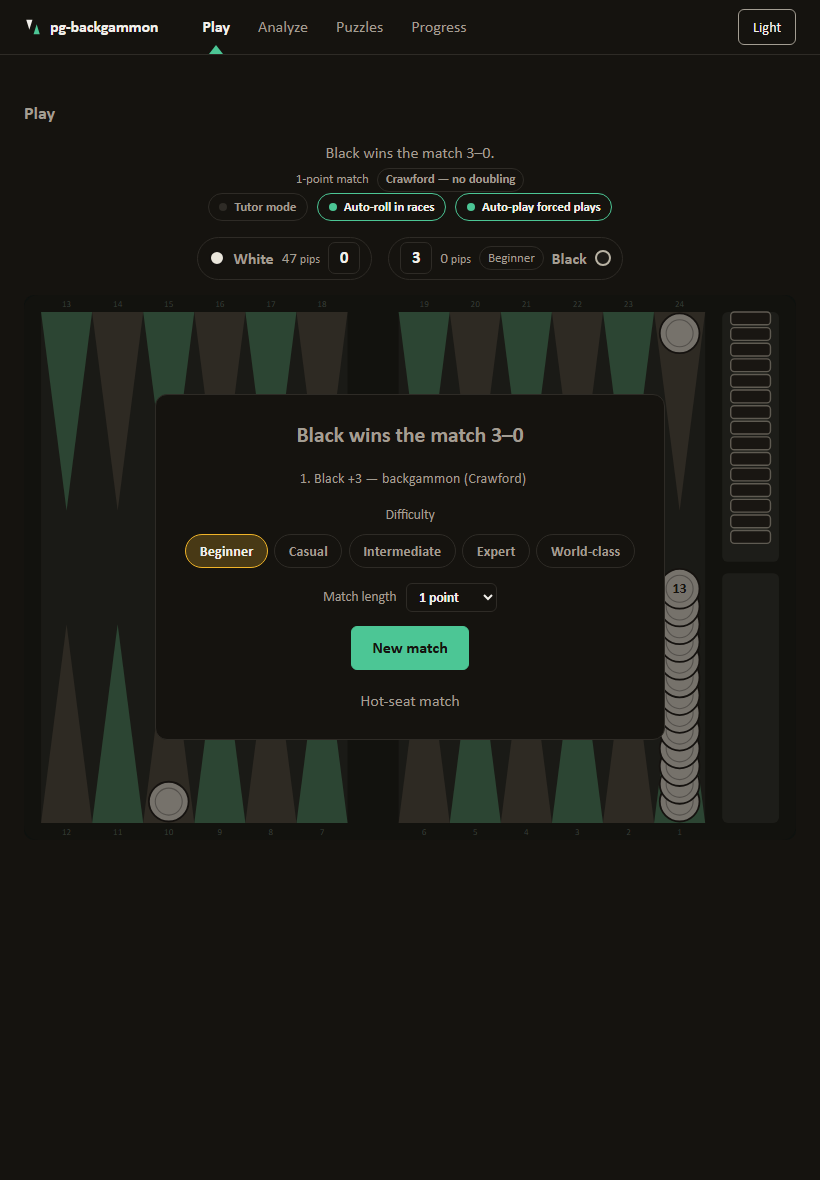 pg-backgammon Play Analyze Puzzles Progress Light
Play
Black wins the match 3–0.
1-point match Crawford — no doubling
Tutor mode Auto-roll in races Auto-play forced plays
White 47 pips 0 3 0 pips Beginner Black
13 14 15 16 17 18 19 20 21 22 23 24
Black wins the match 3–0
1. Black +3 — backgammon (Crawford)
Difficulty
Beginner Casual Intermediate Expert World-class
13
Match length 1 point
New match
Hot-seat match
12 11 10 9 8 7 6 5 4 3 2 1